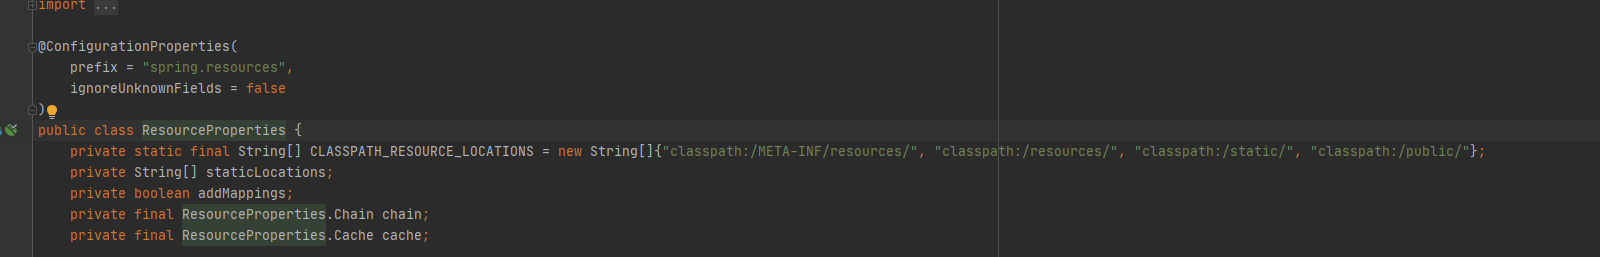 import ...
@ConfigurationProperties(
prefix = "spring.resources",
ignoreUnknownFields = false
)
public class ResourceProperties {
private static final String[] CLASSPATH_RESOURCE_LOCATIONS = new String[]{"classpath:/META-INF/resources/", "classpath:/resources/", "classpath:/static/", "classpath:/public/"};
private String[] staticLocations;
private boolean addMappings;
private final ResourceProperties.Chain chain;
private final ResourceProperties.Cache cache;